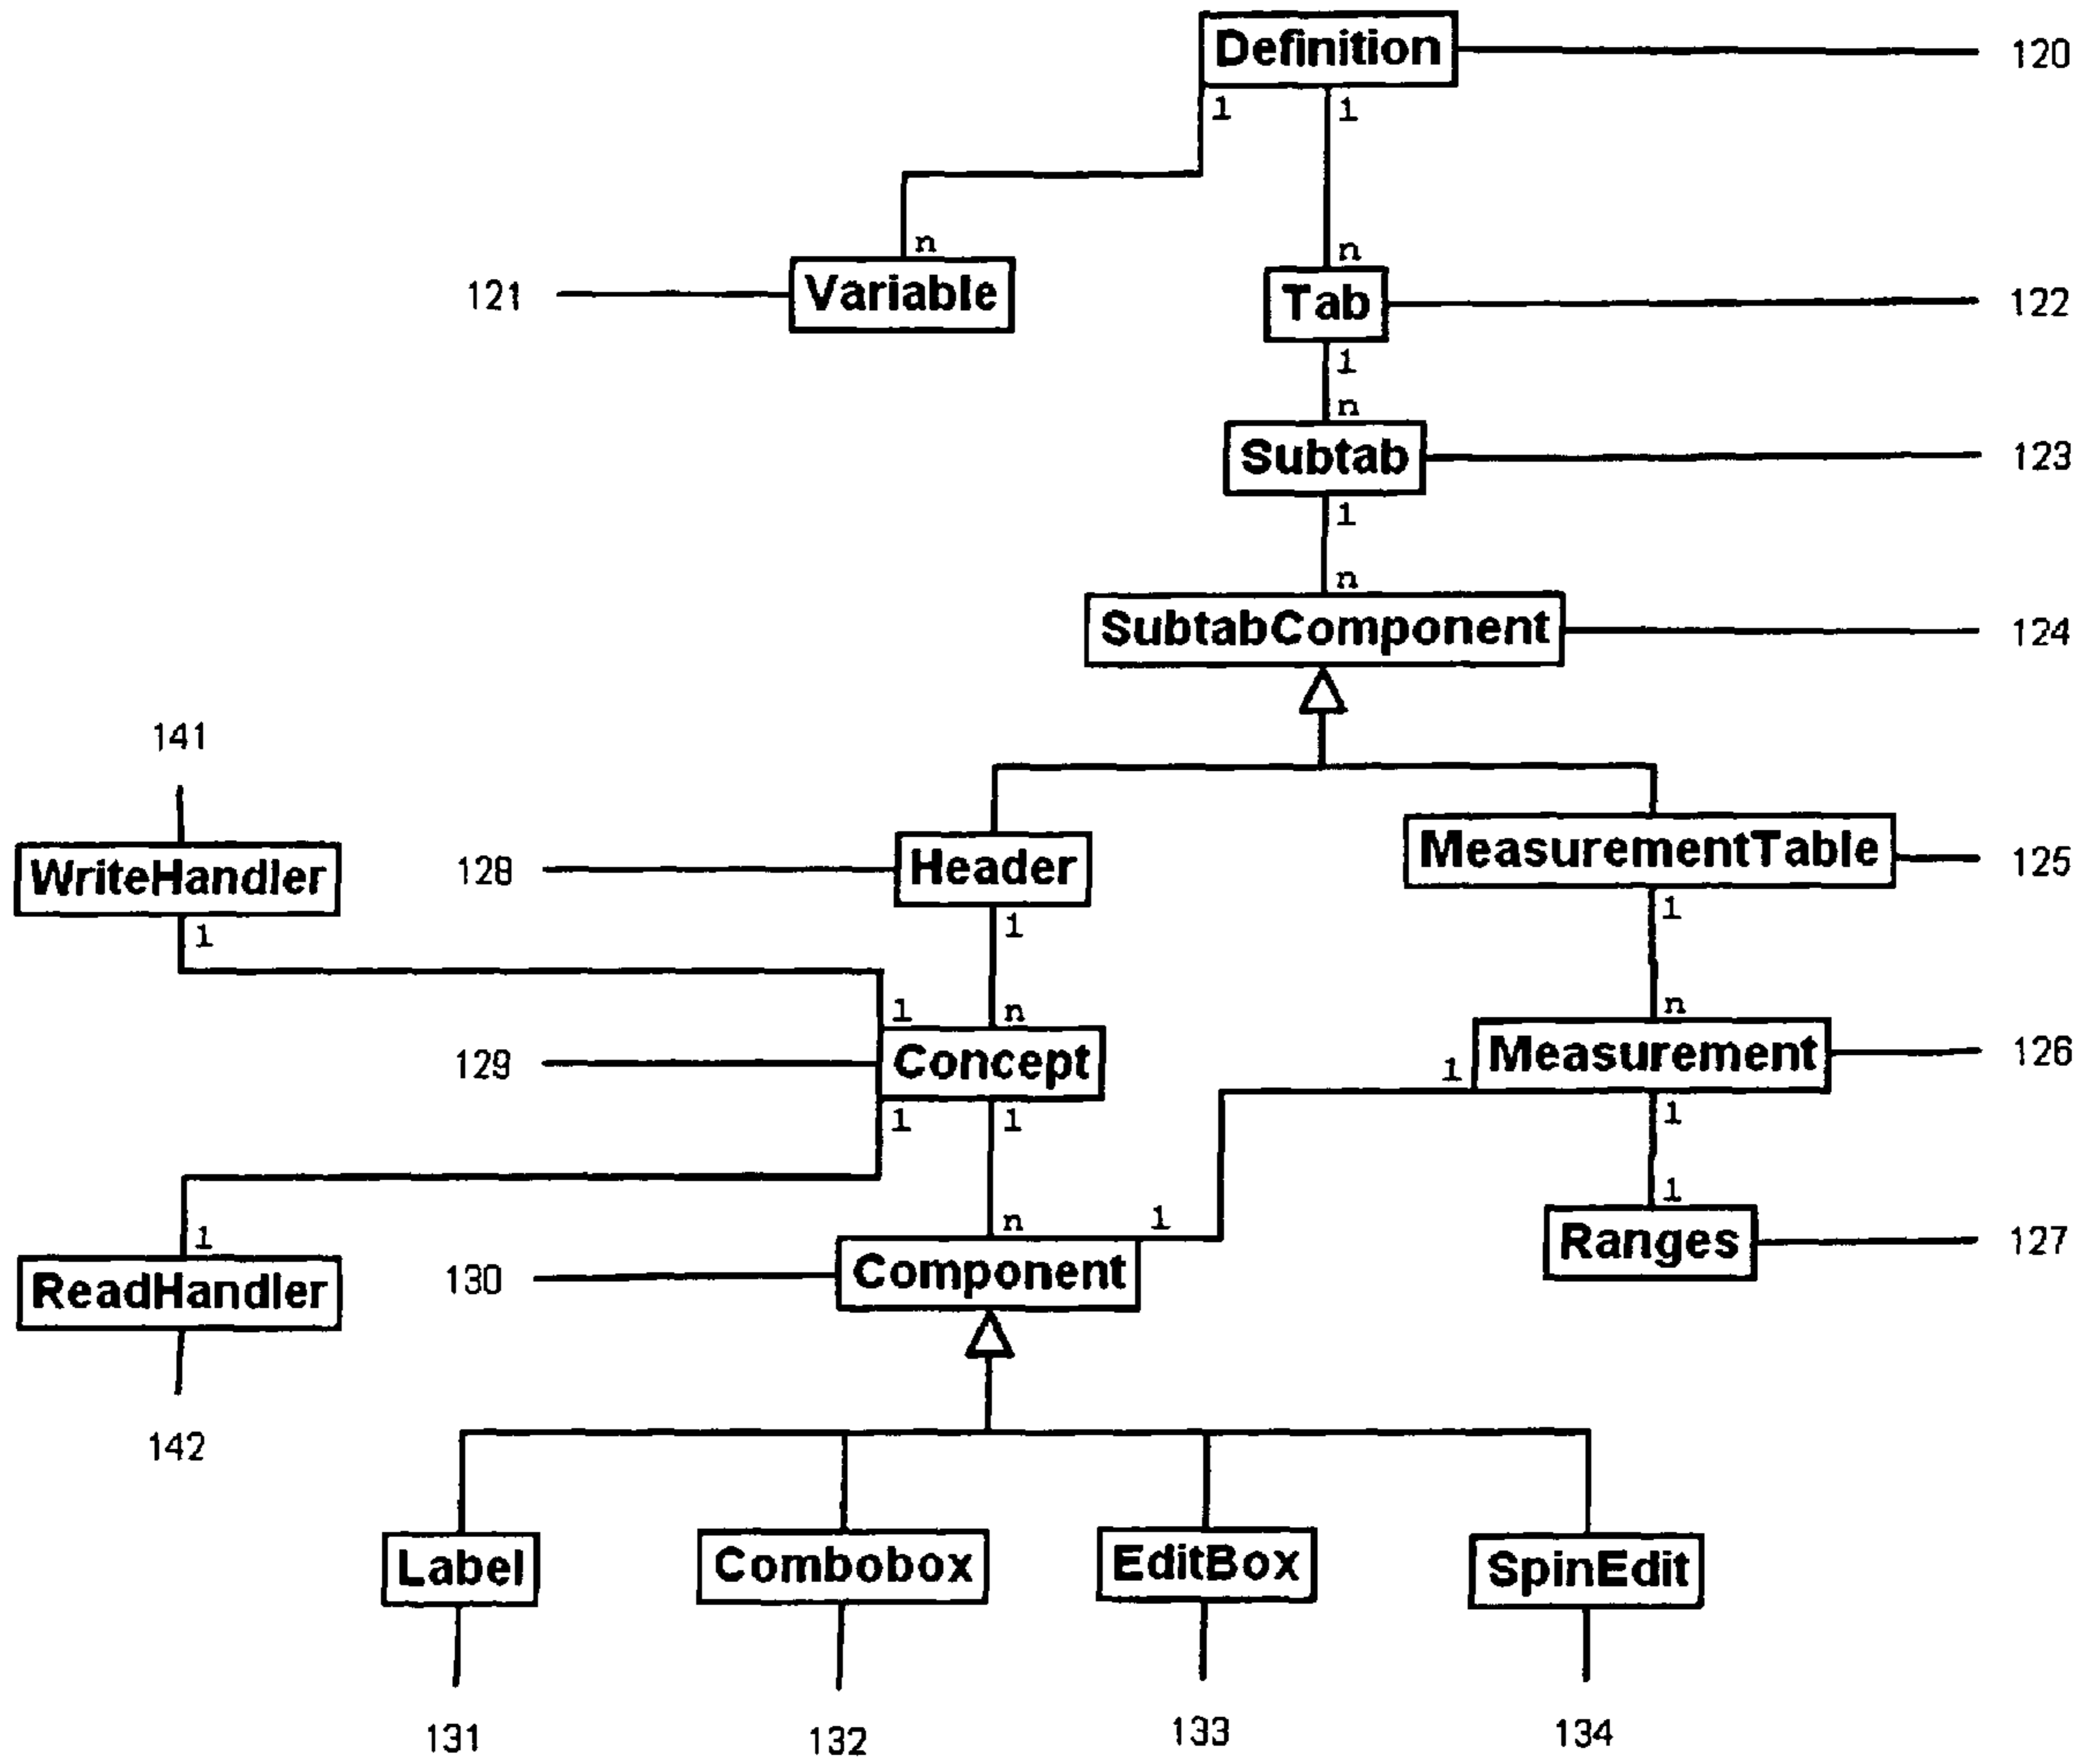 Definition 120
1 1
n n
121 Variable Tab 122
1
n
Subtab 123
1
n
SubtabComponent 124
141
WriteHandler 128 Header MeasurementTable 125
1 1 1
1 n n
129 Concept Measurement 126
1 1 1 1
1 n 1 1
ReadHandler 130 Component Ranges 127
142
Label Combobox EditBox SpinEdit
131 132 133 134